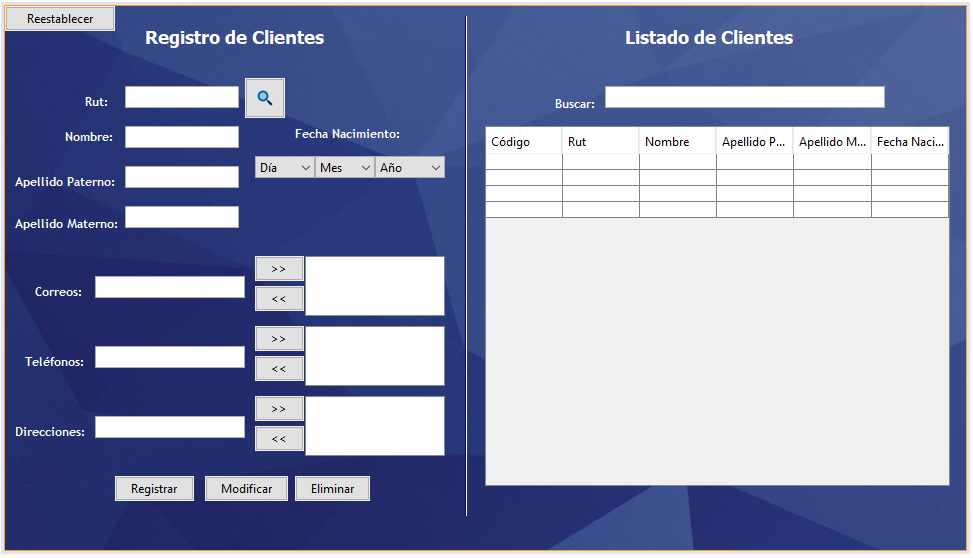 Reestablecer
Registro de Clientes
Rut:
Nombre:
Fecha Nacimiento:
Día Mes Año
Apellido Paterno:
Apellido Materno:
Correos:
>>
<<
Teléfonos:
>>
<<
Direcciones:
>>
<<
Registrar Modificar Eliminar
Listado de Clientes
Buscar:
Código Rut Nombre Apellido P... Apellido M... Fecha Naci...